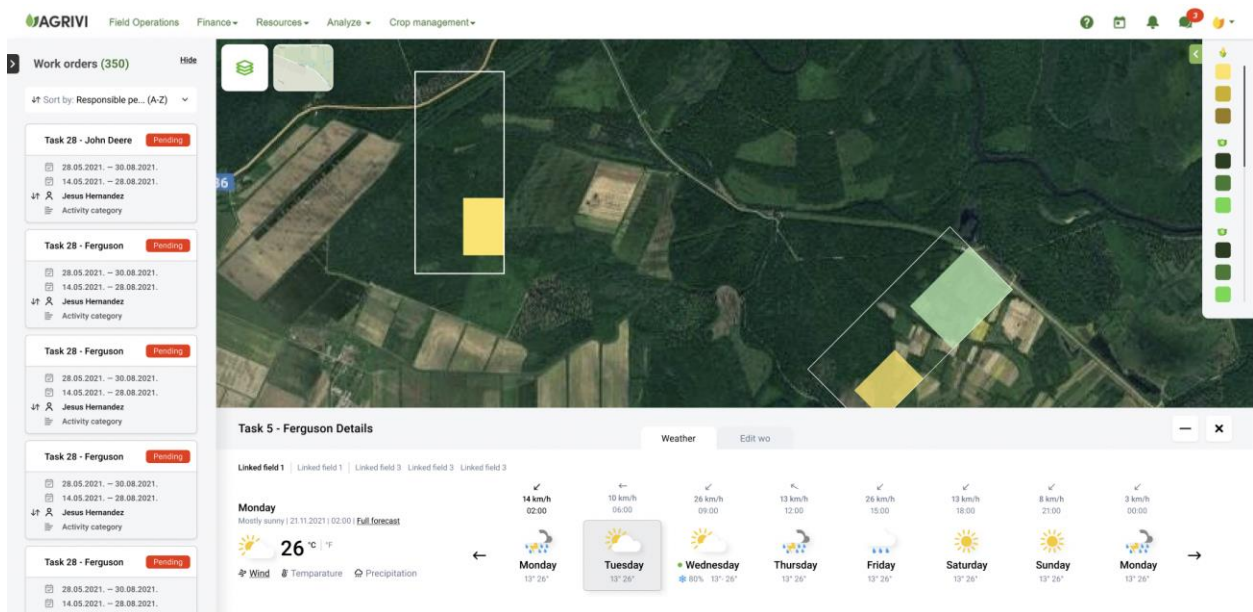 AGRIVI
Field Operations
Finance
Resources
Analyze
Crop management
3
Work orders (350)
Hide
Sort by: Responsible pe... (A-Z)
Task 28 - John Deere
Pending
28.05.2021. – 30.08.2021.
14.05.2021. – 28.08.2021.
Jesus Hernandez
Activity category
Task 28 - Ferguson
Pending
28.05.2021. – 30.08.2021.
14.05.2021. – 28.08.2021.
Jesus Hernandez
Activity category
Task 28 - Ferguson
Pending
28.05.2021. – 30.08.2021.
14.05.2021. – 28.08.2021.
Jesus Hernandez
Activity category
Task 28 - Ferguson
Pending
28.05.2021. – 30.08.2021.
14.05.2021. – 28.08.2021.
Jesus Hernandez
Activity category
Task 28 - Ferguson
Pending
28.05.2021. – 30.08.2021.
14.05.2021. – 28.08.2021.
Task 5 - Ferguson Details
Weather
Edit wo
Linked field 1 | Linked field 1 | Linked field 3 Linked field 3 Linked field 3
Monday
Mostly sunny | 21.11.2021 | 02:00 | Full forecast
26 °C | °F
Wind
Temparature
Precipitation
14 km/h
02:00
Monday
13° 26°
10 km/h
06:00
Tuesday
13° 26°
26 km/h
09:00
Wednesday
80% 13°- 26°
13 km/h
12:00
Thursday
13° 26°
26 km/h
15:00
Friday
13° 26°
13 km/h
18:00
Saturday
13° 26°
8 km/h
21:00
Sunday
13° 26°
3 km/h
00:00
Monday
13° 26°